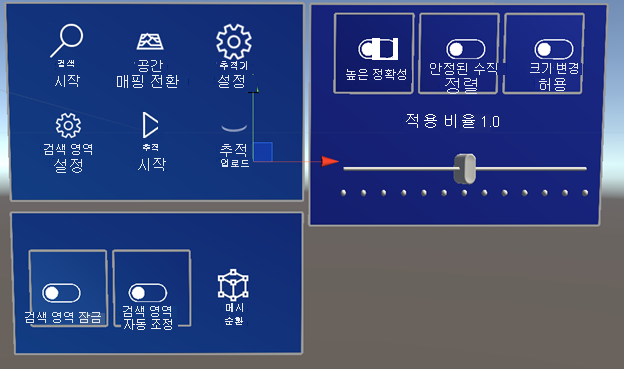 검색
시작
공간
매핑 전환
추적기
설정
검색 영역
설정
추적
시작
추적
업로드
높은 정확성
안정된 수직
정렬
크기 변경
허용
적용 비율 1.0
검색 영역 잠금
검색 영역
자동 조정
메시
순환